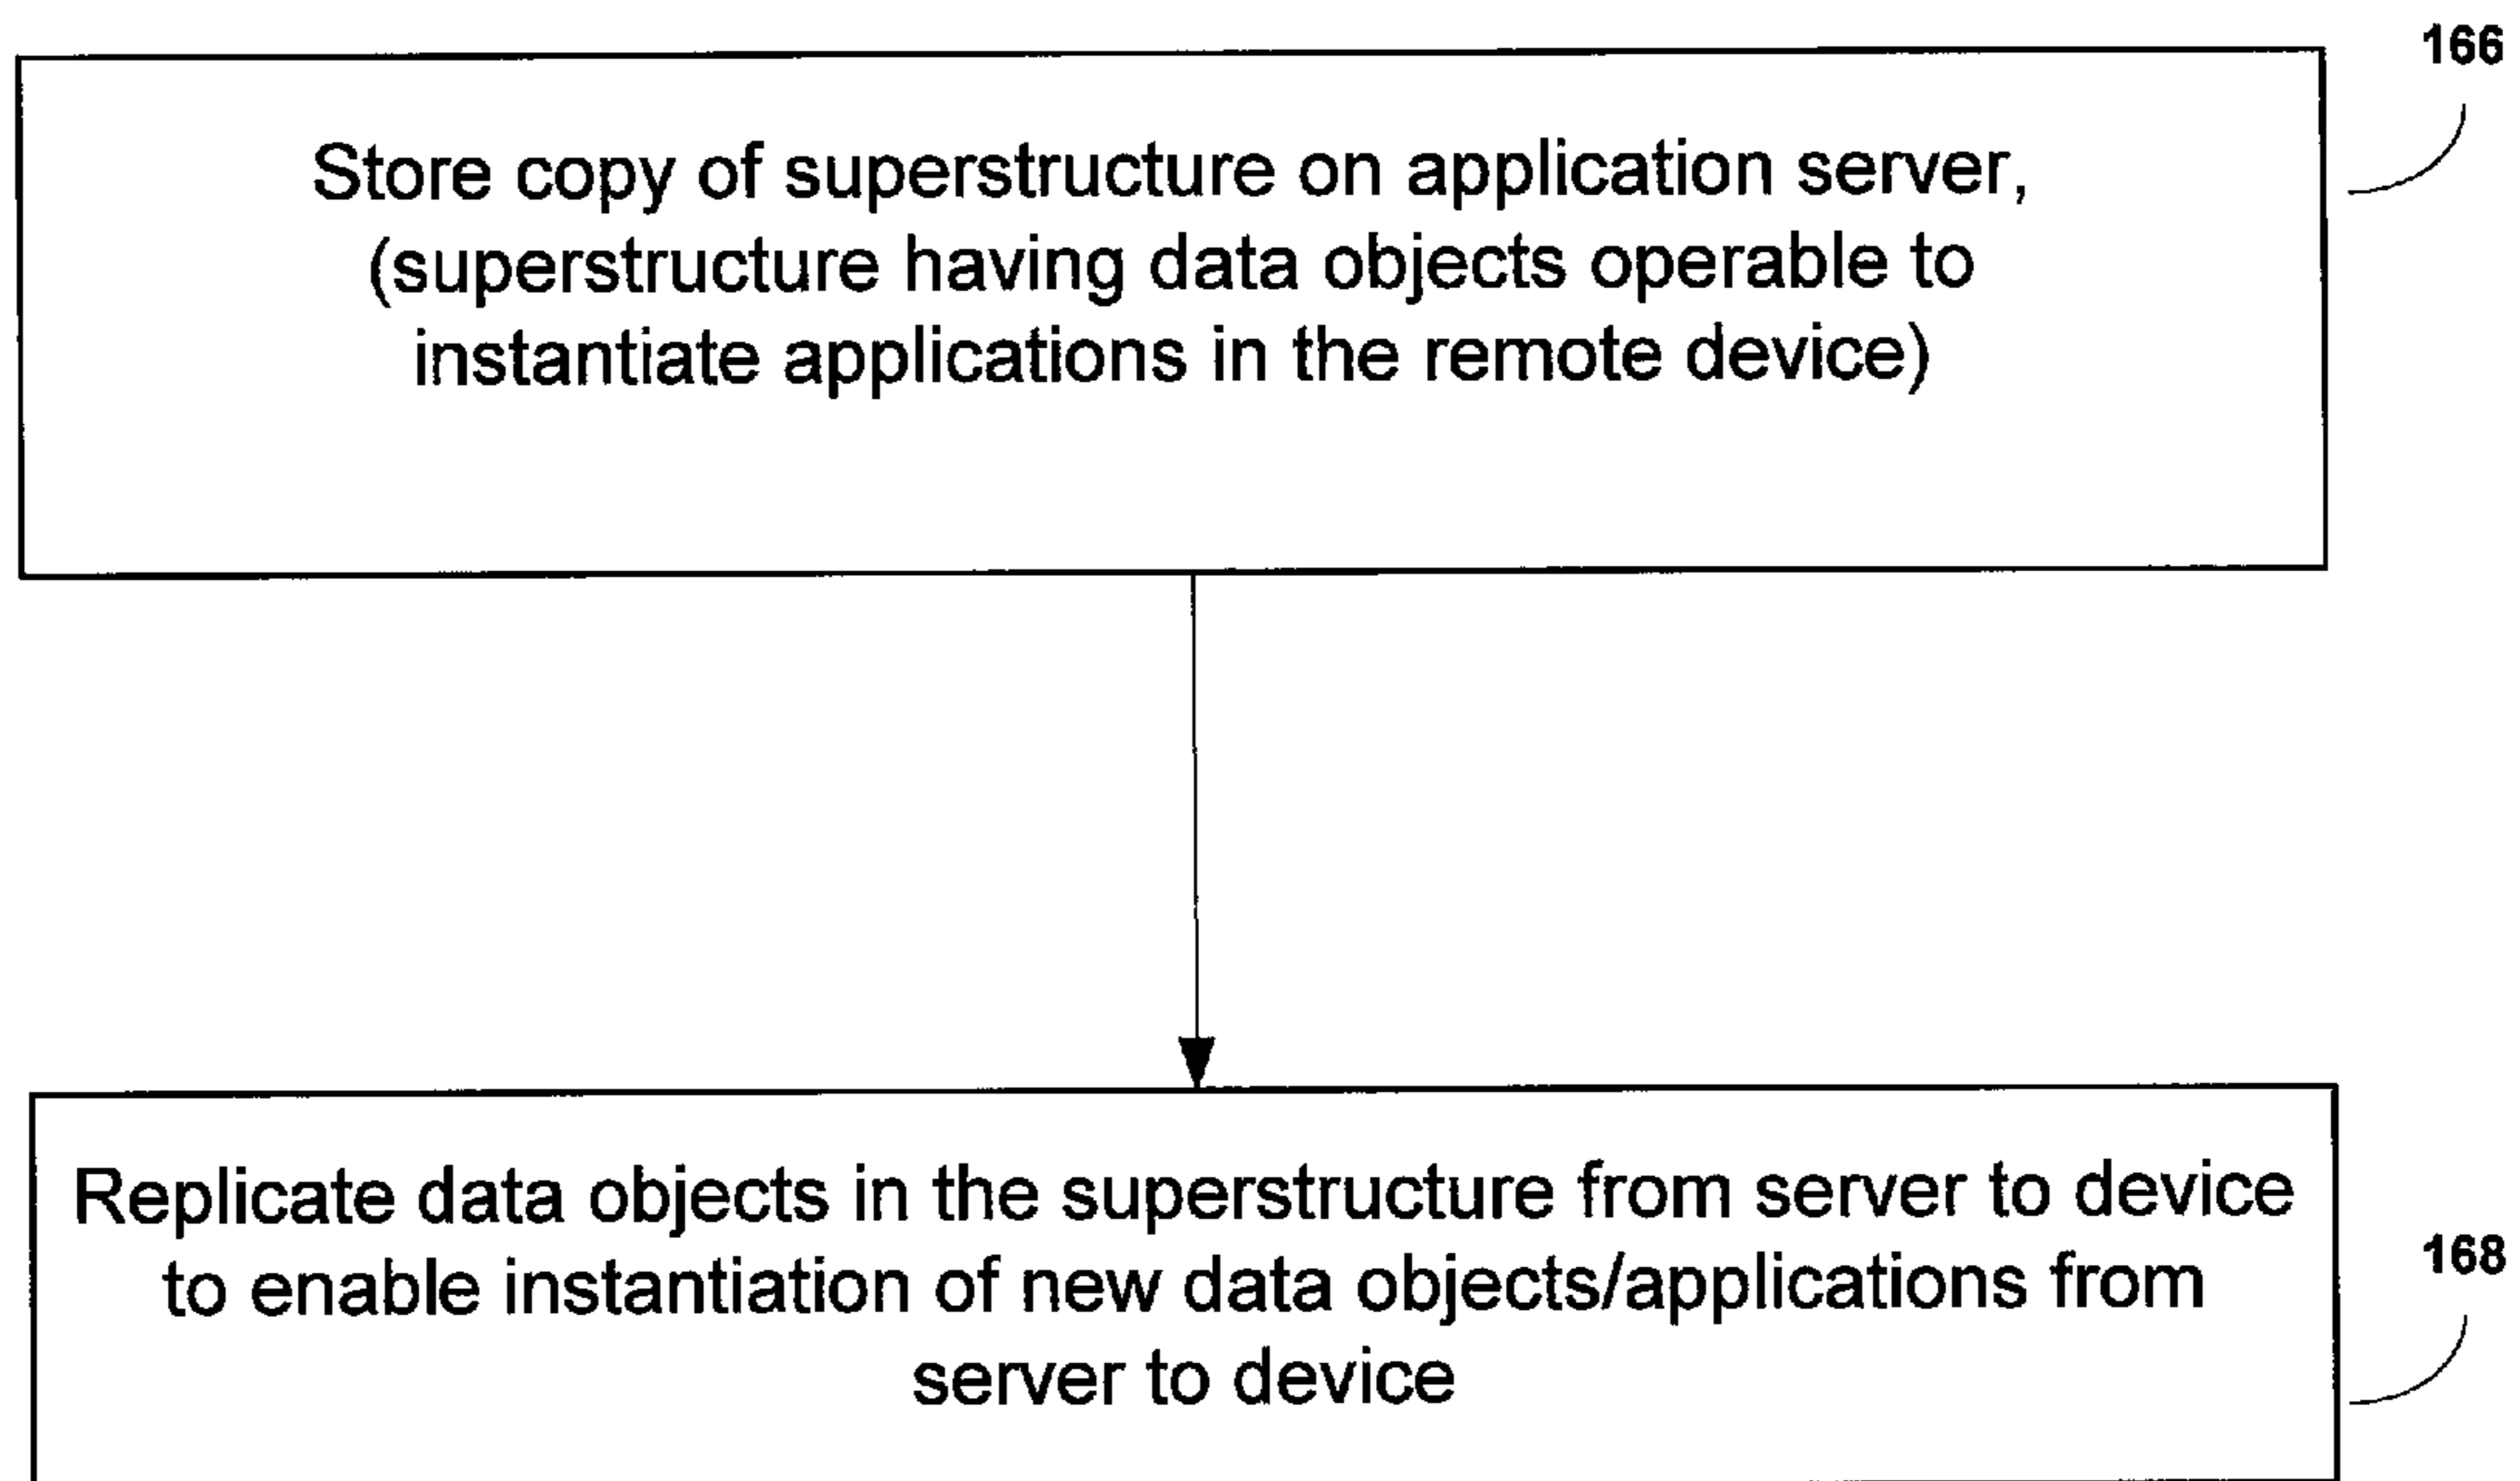 166
Store copy of superstructure on application server,
(superstructure having data objects operable to
instantiate applications in the remote device)
Replicate data objects in the superstructure from server to device
to enable instantiation of new data objects/applications from
server to device
168